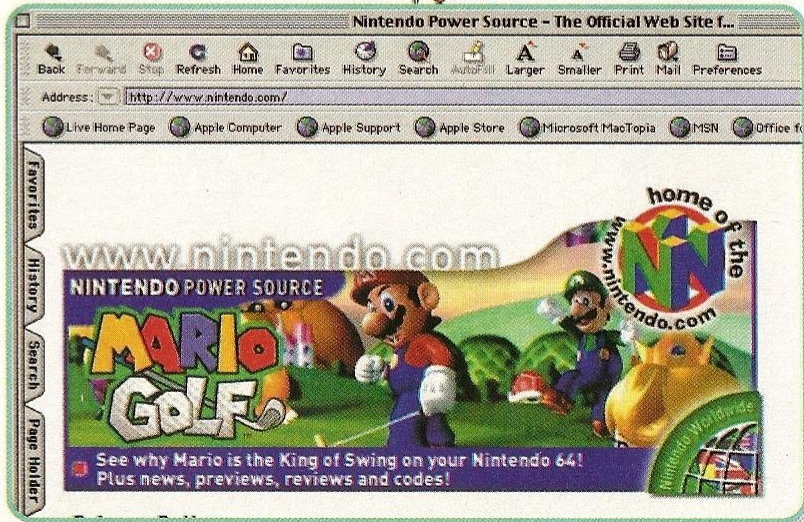 Nintendo Power Source - The Official Web Site f...
Back Forward Stop Refresh Home Favorites History Search AutoFill Larger Smaller Print Mail Preferences
Address: http://www.nintendo.com/
Live Home Page Apple Computer Apple Support Apple Store Microsoft MacTopia MSN Office fo
Favorites
History
Search
Page Holder
home of the
www.nintendo.com
www.nintendo.com
NINTENDO POWER SOURCE
MARIO
GOLF
Nintendo Worldwide
See why Mario is the King of Swing on your Nintendo 64!
Plus news, previews, reviews and codes!